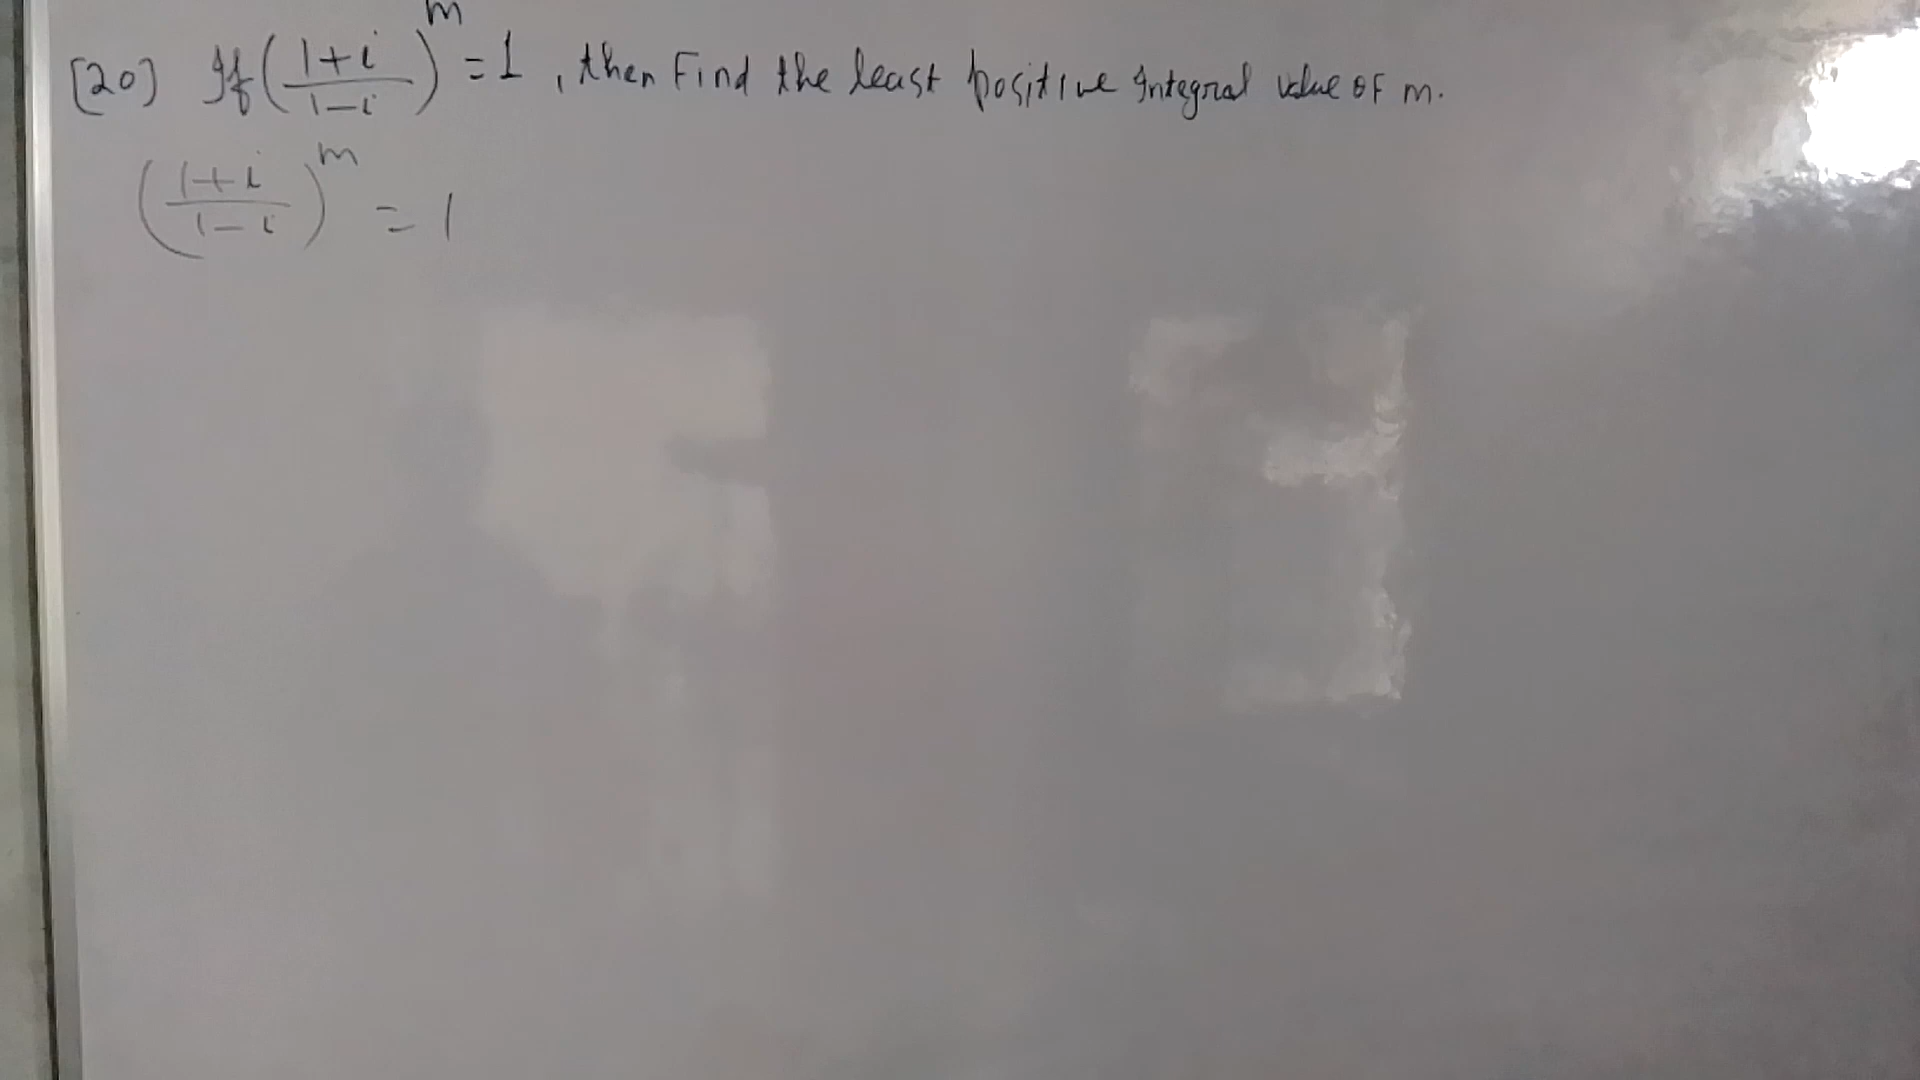 [20] If ((1+i)/(1-i))^m = 1, then Find the least positive Integral value of m.
((1+i)/(1-i))^m = 1